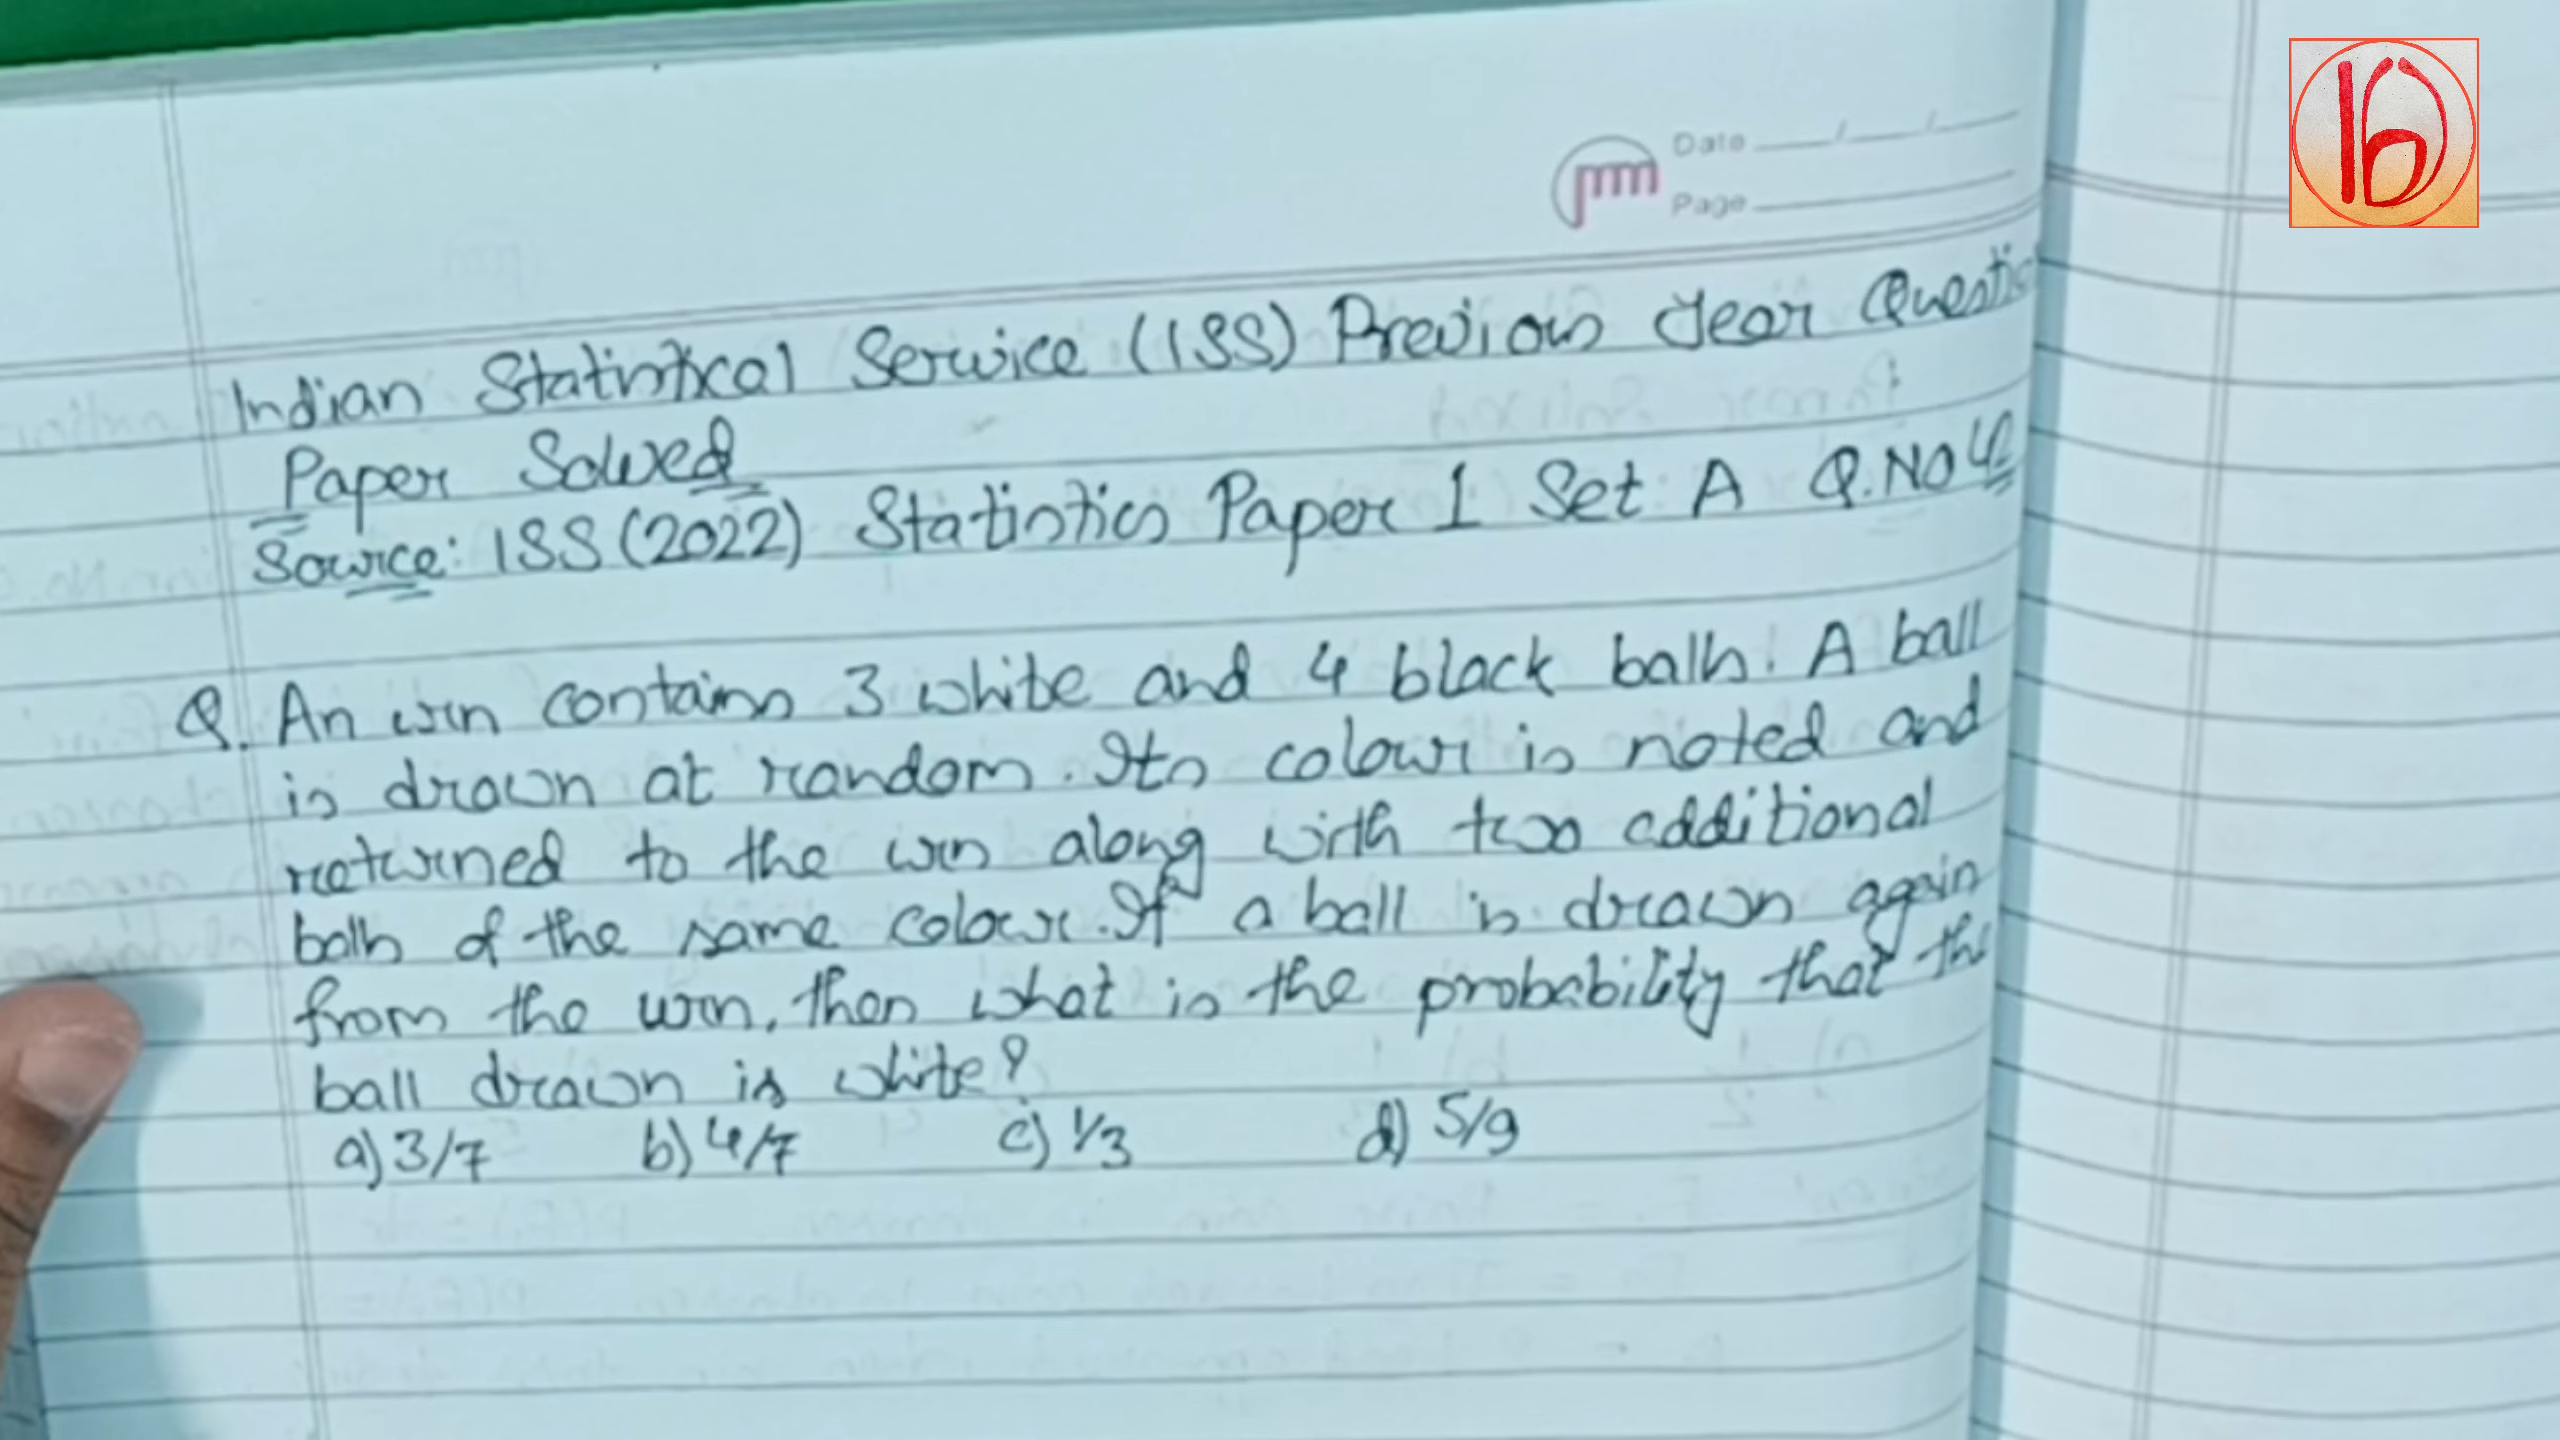 Date
Page
Indian Statistical Service (ISS) Previous Year Questio
Paper Solved
Source: ISS (2022) Statistics Paper 1 Set A Q.NO 42
Q. An urn contains 3 white and 4 black balls. A ball
is drawn at random. Its colour is noted and
returned to the urn along with two additional
balls of the same colour. If a ball is drawn again
from the urn, then what is the probability that the
ball drawn is white?
a) 3/7 b) 4/7 c) 1/3 d) 5/9